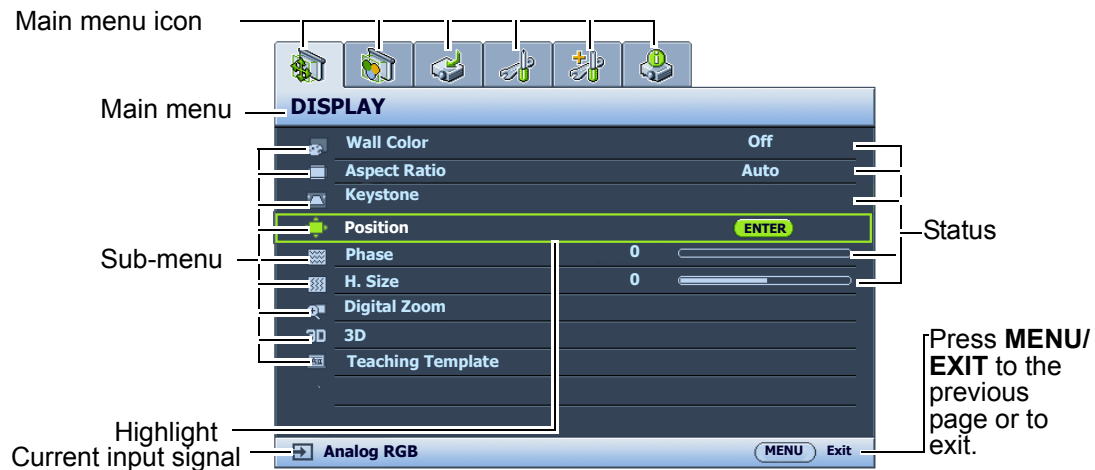 Main menu icon
Main menu
DISPLAY
Wall Color Off
Aspect Ratio Auto
Keystone
Position ENTER
Status
Sub-menu
Phase 0
H. Size 0
Digital Zoom
3D 3D
Teaching Template
Press MENU/
EXIT to the
previous
page or to
exit.
Highlight
Current input signal
Analog RGB
MENU Exit